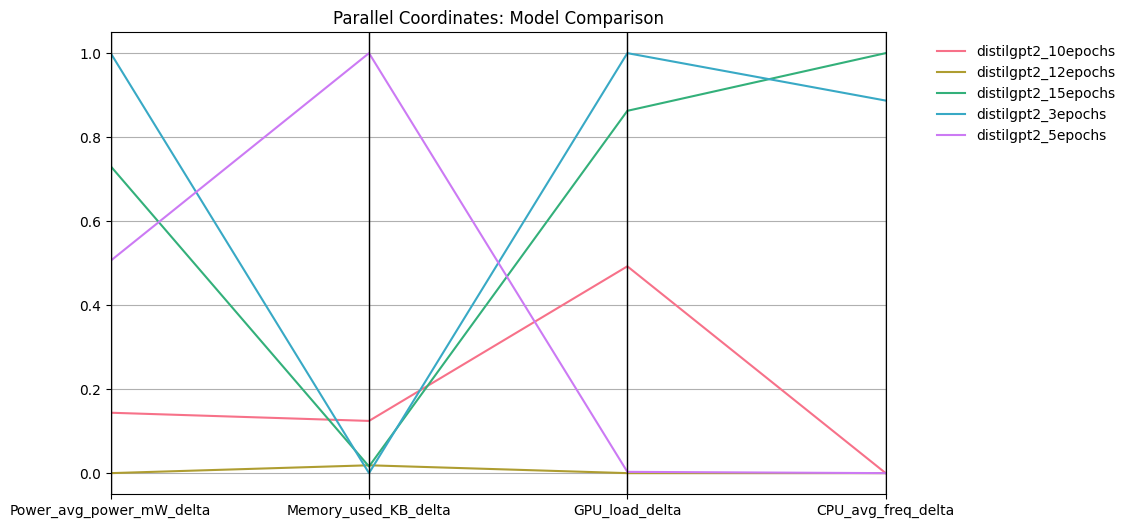 Parallel Coordinates: Model Comparison
1.0
0.8
0.6
0.4
0.2
0.0
Power_avg_power_mW_delta
Memory_used_KB_delta
GPU_load_delta
CPU_avg_freq_delta
distilgpt2_10epochs
distilgpt2_12epochs
distilgpt2_15epochs
distilgpt2_3epochs
distilgpt2_5epochs